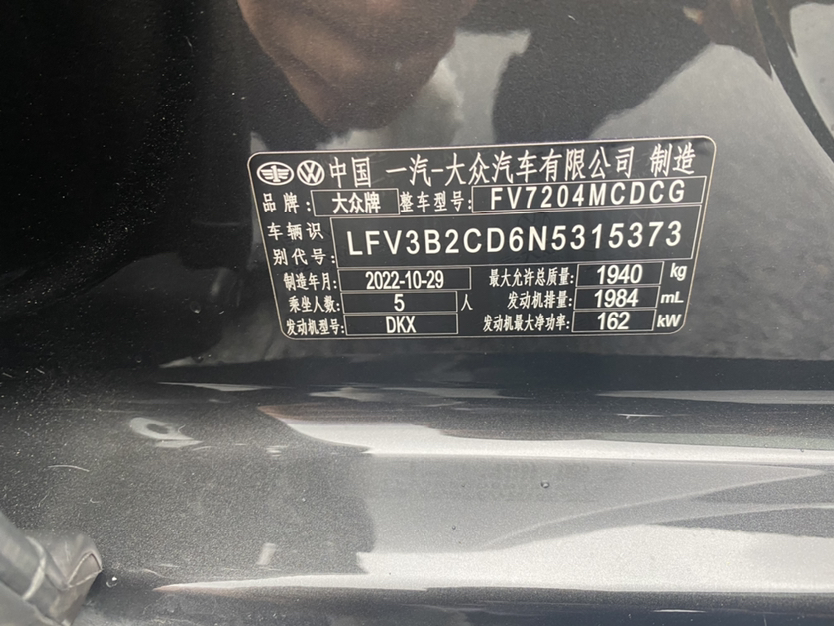 中国 一汽-大众汽车有限公司 制造
品牌: 大众牌 整车型号: FV7204MCDCG
车辆识别代号: LFV3B2CD6N5315373
制造年月: 2022-10-29 最大允许总质量: 1940 kg
乘坐人数: 5 人 发动机排量: 1984 mL
发动机型号: DKX 发动机最大净功率: 162 kW